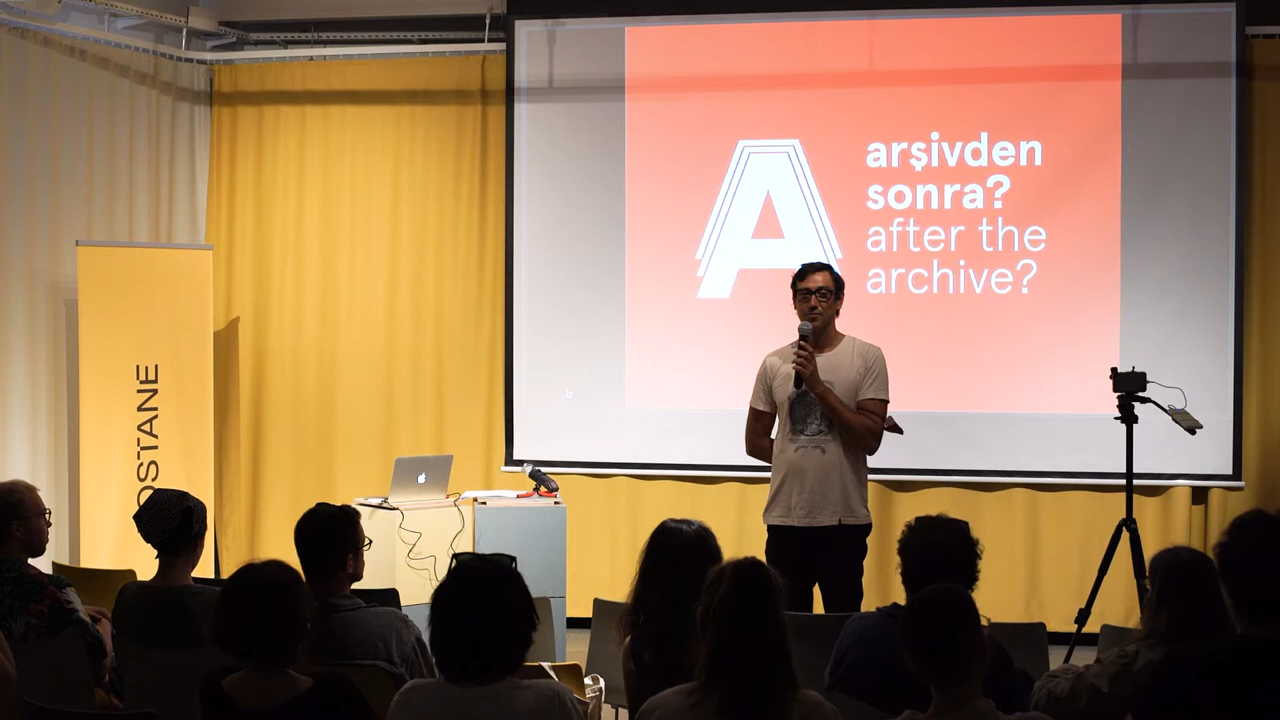 A
arşivden
sonra?
after the
archive?
OSTANE